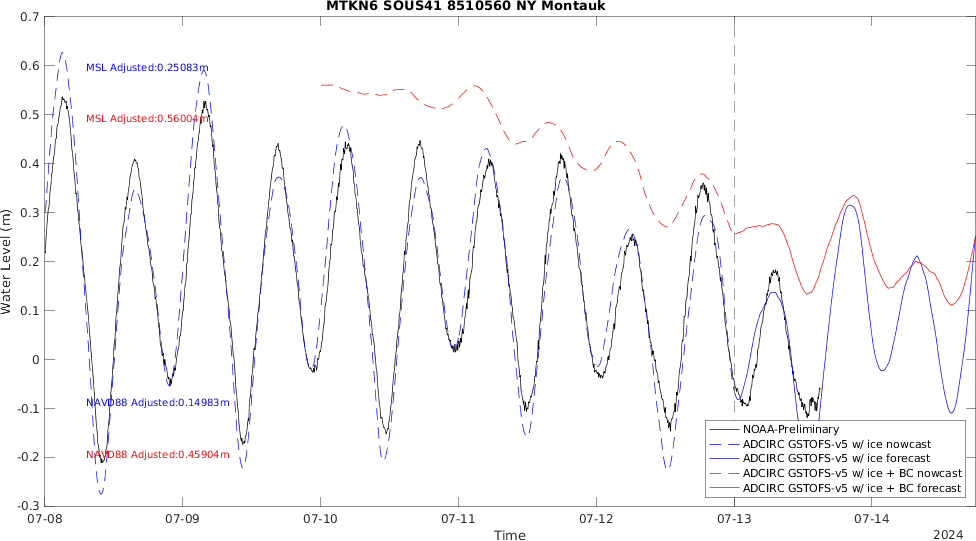 MTKN6 SOUS41 8510560 NY Montauk
0.7
0.6
0.5
0.4
0.3
0.2
0.1
0
-0.1
-0.2
-0.3
Water Level (m)
MSL Adjusted:0.25083m
MSL Adjusted:0.56004m
NAVD88 Adjusted:0.14983m
NAVD88 Adjusted:0.45904m
NOAA-Preliminary
ADCIRC GSTOFS-v5 w/ ice nowcast
ADCIRC GSTOFS-v5 w/ ice forecast
ADCIRC GSTOFS-v5 w/ ice + BC nowcast
ADCIRC GSTOFS-v5 w/ ice + BC forecast
07-08 07-09 07-10 07-11 07-12 07-13 07-14
Time
2024